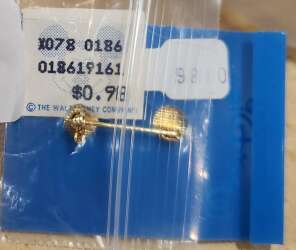 X078 0186
018619161
$0.98
© THE WALT DISNEY COMPANY